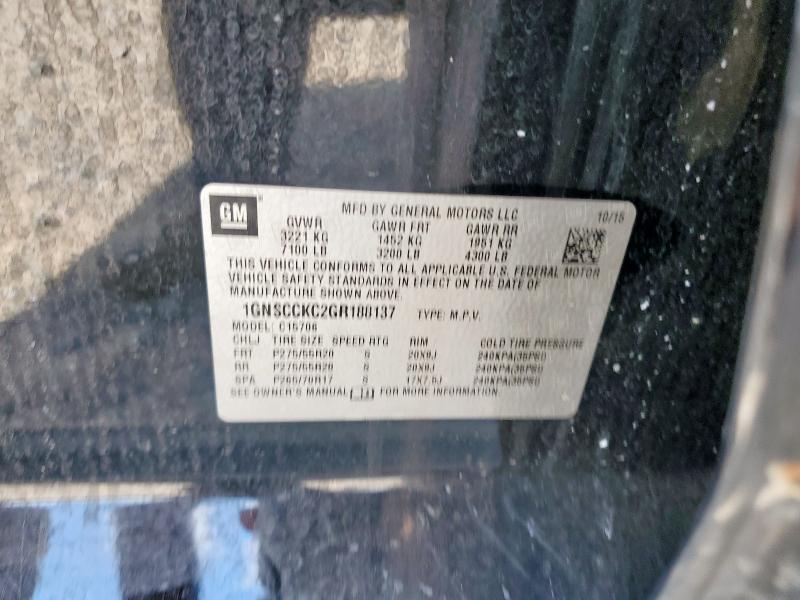 GM
MFD BY GENERAL MOTORS LLC 10/15
GVWR GAWR FRT GAWR RR
3221 KG 1452 KG 1951 KG
7100 LB 3200 LB 4300 LB
THIS VEHICLE CONFORMS TO ALL APPLICABLE U.S. FEDERAL MOTOR
VEHICLE SAFETY STANDARDS IN EFFECT ON THE DATE OF
MANUFACTURE SHOWN ABOVE.
1GNSCCKC2GR188137 TYPE: M.P.V.
MODEL: C15706
TIRE SIZE SPEED RTG RIM COLD TIRE PRESSURE
FRT P275/55R20 S 20X9J 240KPA(35PSI)
RR P275/55R20 S 20X9J 240KPA(35PSI)
SPA P265/70R17 S 17X7.5J 240KPA(35PSI)
SEE OWNER'S MANUAL FOR MORE INFORMATION.